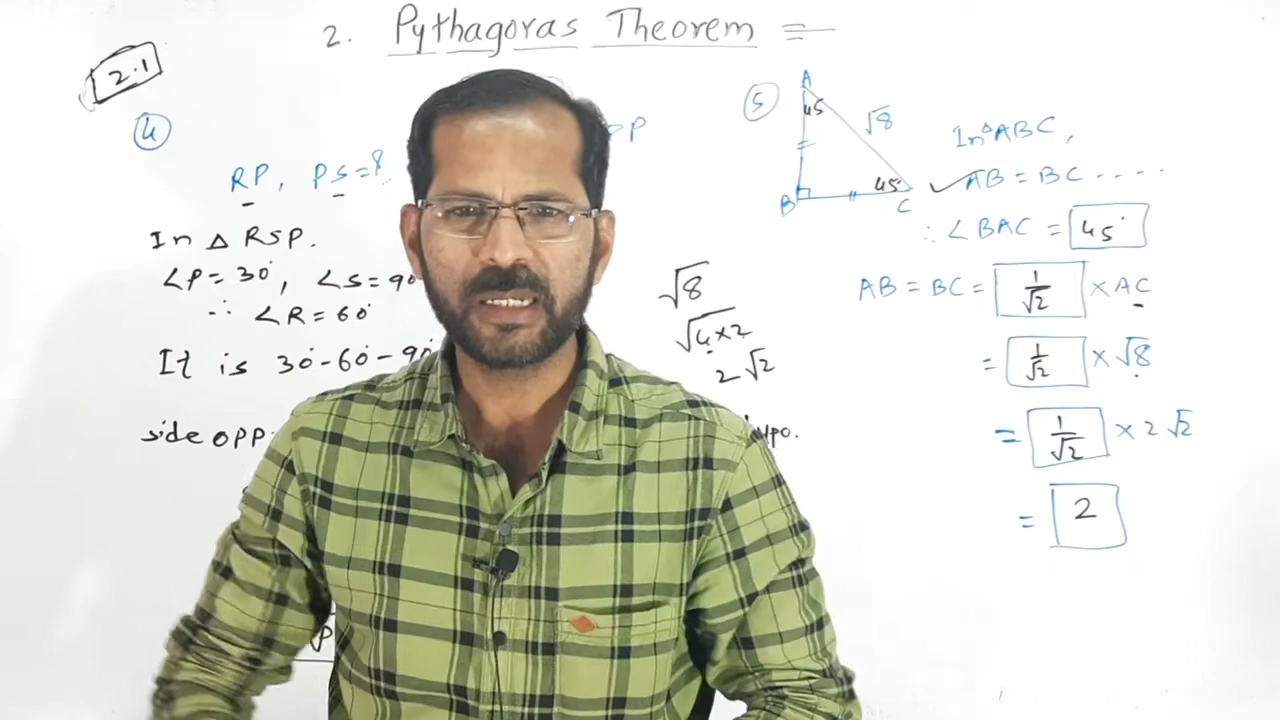 2. Pythagoras Theorem =
2.1
4
P
RP, PS=8
In △ RSP.
∠P=30°, ∠S=90
∴ ∠R=60°
It is 30°-60°-90°
side opp
ypo.
√8
√4×2
2√2
5
A
45
√8
45°
B
C
In △ABC,
AB = BC ....
∴ ∠BAC = 45°
AB = BC = 1/√2 × AC
= 1/√2 × √8
= 1/√2 × 2√2
= 2